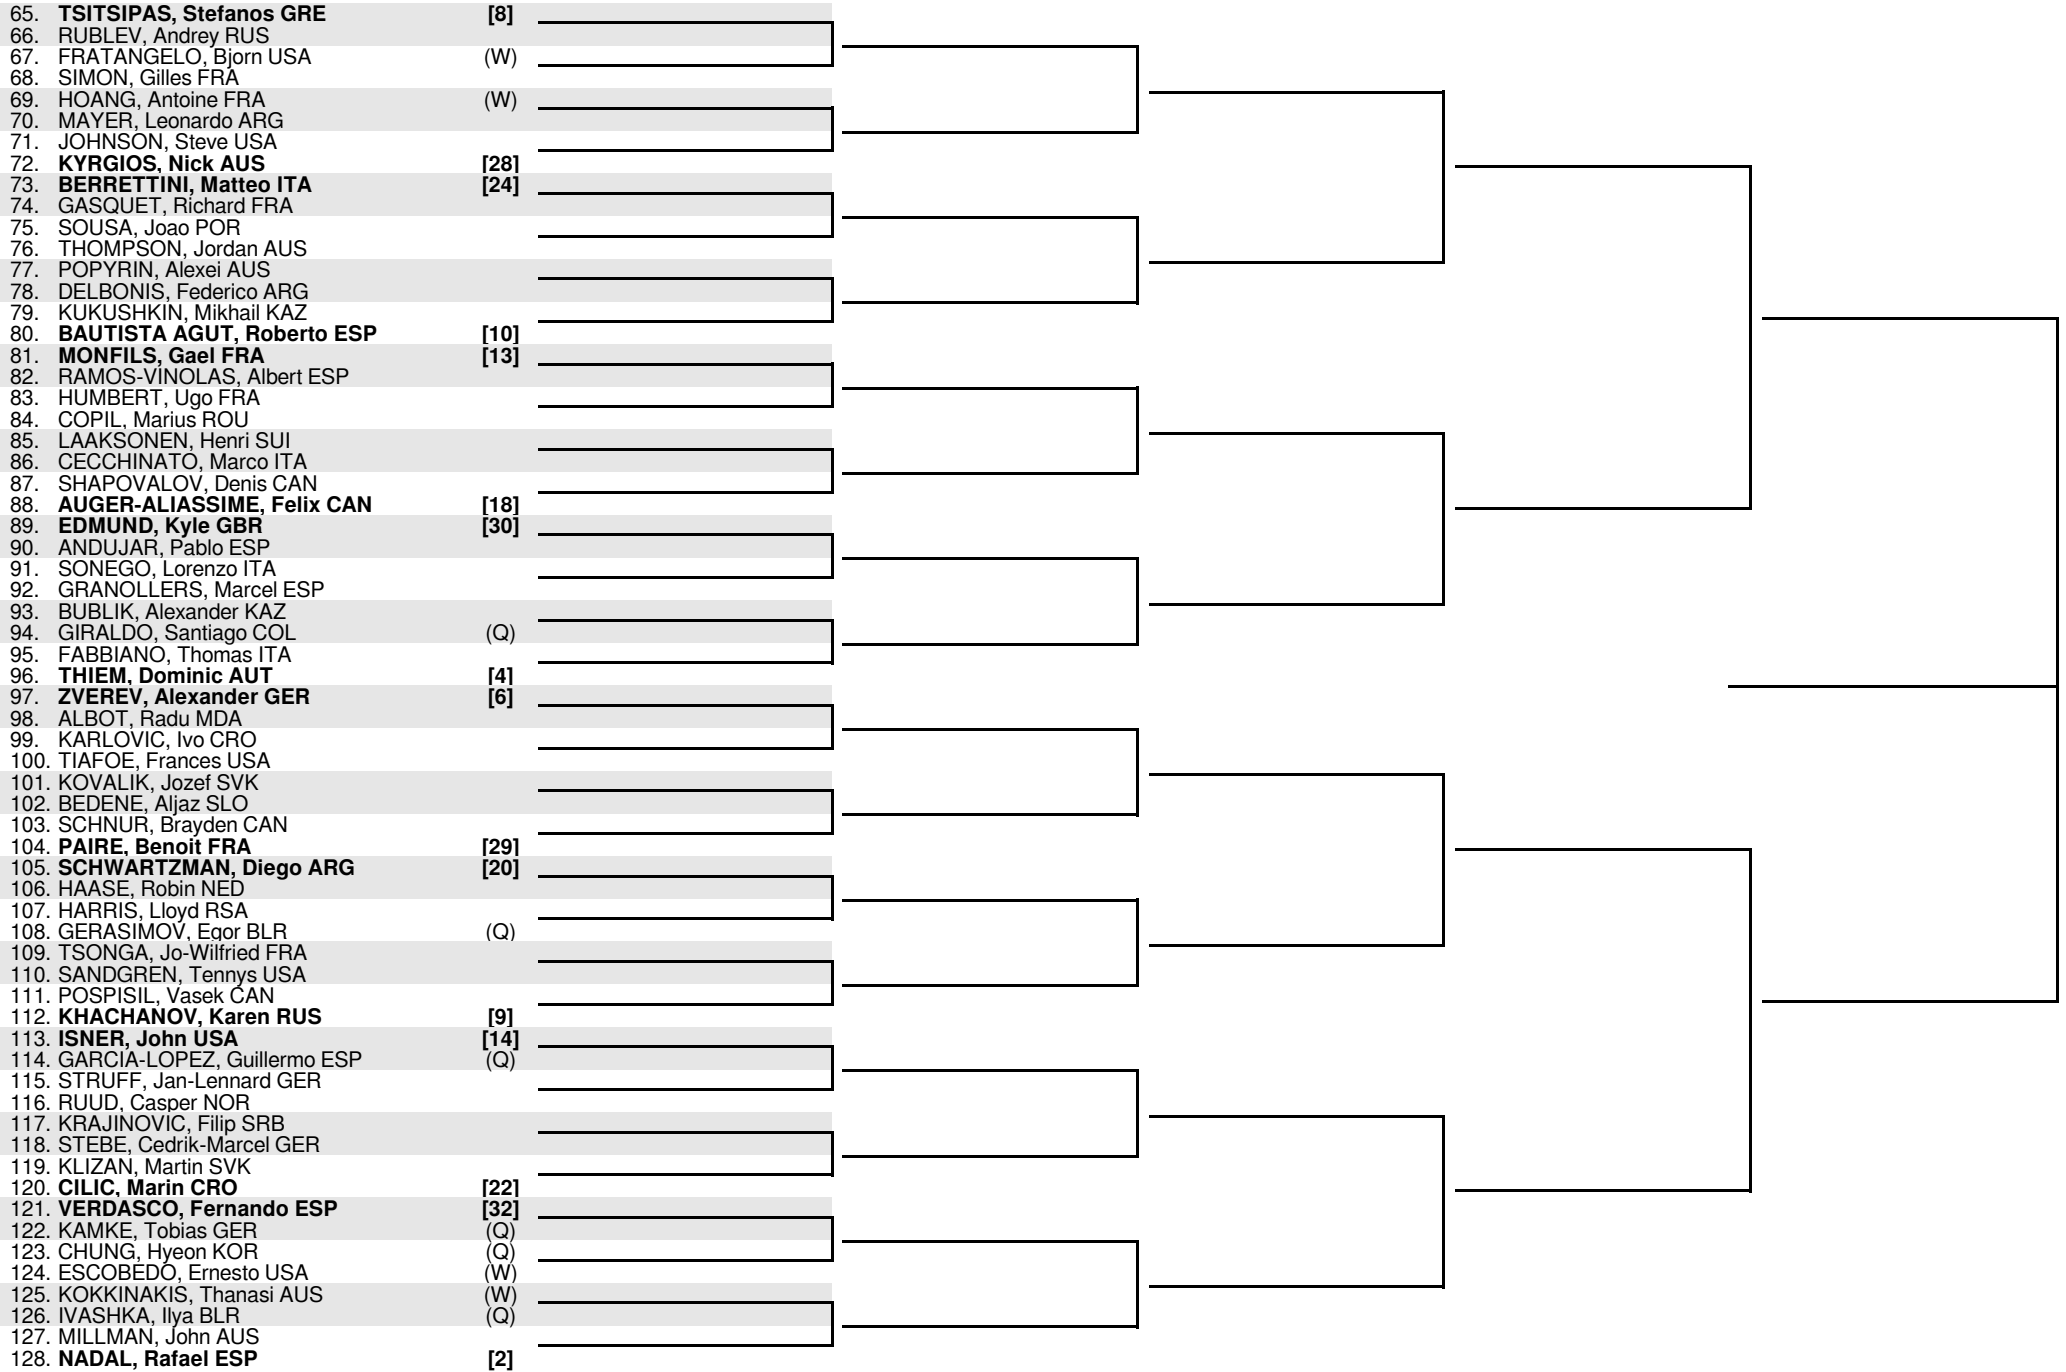 65. TSITSIPAS, Stefanos GRE [8]
66. RUBLEV, Andrey RUS
67. FRATANGELO, Bjorn USA (W)
68. SIMON, Gilles FRA
69. HOANG, Antoine FRA (W)
70. MAYER, Leonardo ARG
71. JOHNSON, Steve USA
72. KYRGIOS, Nick AUS [28]
73. BERRETTINI, Matteo ITA [24]
74. GASQUET, Richard FRA
75. SOUSA, Joao POR
76. THOMPSON, Jordan AUS
77. POPYRIN, Alexei AUS
78. DELBONIS, Federico ARG
79. KUKUSHKIN, Mikhail KAZ
80. BAUTISTA AGUT, Roberto ESP [10]
81. MONFILS, Gael FRA [13]
82. RAMOS-VINOLAS, Albert ESP
83. HUMBERT, Ugo FRA
84. COPIL, Marius ROU
85. LAAKSONEN, Henri SUI
86. CECCHINATO, Marco ITA
87. SHAPOVALOV, Denis CAN
88. AUGER-ALIASSIME, Felix CAN [18]
89. EDMUND, Kyle GBR [30]
90. ANDUJAR, Pablo ESP
91. SONEGO, Lorenzo ITA
92. GRANOLLERS, Marcel ESP
93. BUBLIK, Alexander KAZ
94. GIRALDO, Santiago COL (Q)
95. FABBIANO, Thomas ITA
96. THIEM, Dominic AUT [4]
97. ZVEREV, Alexander GER [6]
98. ALBOT, Radu MDA
99. KARLOVIC, Ivo CRO
100. TIAFOE, Frances USA
101. KOVALIK, Jozef SVK
102. BEDENE, Aljaz SLO
103. SCHNUR, Brayden CAN
104. PAIRE, Benoit FRA [29]
105. SCHWARTZMAN, Diego ARG [20]
106. HAASE, Robin NED
107. HARRIS, Lloyd RSA
108. GERASIMOV, Egor BLR (Q)
109. TSONGA, Jo-Wilfried FRA
110. SANDGREN, Tennys USA
111. POSPISIL, Vasek CAN
112. KHACHANOV, Karen RUS [9]
113. ISNER, John USA [14]
114. GARCIA-LOPEZ, Guillermo ESP (Q)
115. STRUFF, Jan-Lennard GER
116. RUUD, Casper NOR
117. KRAJINOVIC, Filip SRB
118. STEBE, Cedrik-Marcel GER
119. KLIZAN, Martin SVK
120. CILIC, Marin CRO [22]
121. VERDASCO, Fernando ESP [32]
122. KAMKE, Tobias GER (Q)
123. CHUNG, Hyeon KOR (Q)
124. ESCOBEDO, Ernesto USA (W)
125. KOKKINAKIS, Thanasi AUS (W)
126. IVASHKA, Ilya BLR (Q)
127. MILLMAN, John AUS
128. NADAL, Rafael ESP [2]